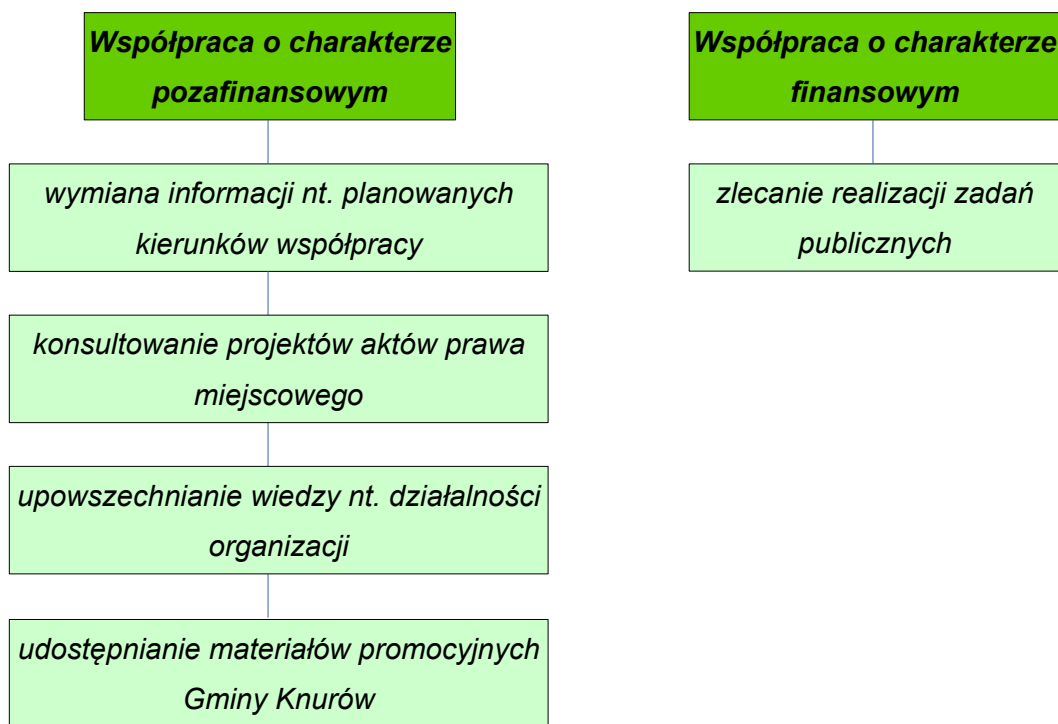 Współpraca o charakterze
pozafinansowym
wymiana informacji nt. planowanych
kierunków współpracy
konsultowanie projektów aktów prawa
miejscowego
upowszechnianie wiedzy nt. działalności
organizacji
udostępnianie materiałów promocyjnych
Gminy Knurów
Współpraca o charakterze
finansowym
zlecanie realizacji zadań
publicznych